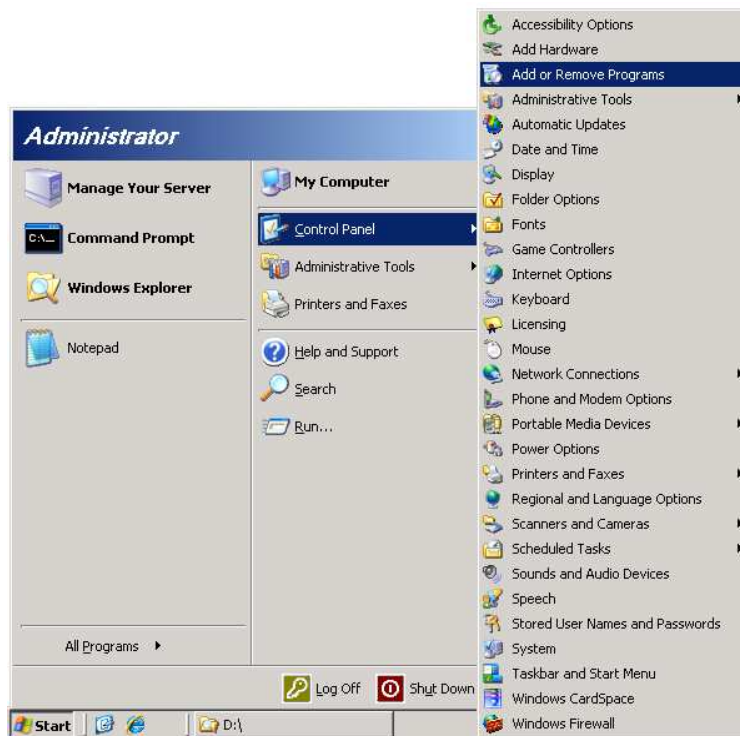 Administrator
Manage Your Server
Command Prompt
Windows Explorer
Notepad
All Programs
My Computer
Control Panel
Administrative Tools
Printers and Faxes
Help and Support
Search
Run...
Log Off
Shut Down
Start
D:\
Accessibility Options
Add Hardware
Add or Remove Programs
Administrative Tools
Automatic Updates
Date and Time
Display
Folder Options
Fonts
Game Controllers
Internet Options
Keyboard
Licensing
Mouse
Network Connections
Phone and Modem Options
Portable Media Devices
Power Options
Printers and Faxes
Regional and Language Options
Scanners and Cameras
Scheduled Tasks
Sounds and Audio Devices
Speech
Stored User Names and Passwords
System
Taskbar and Start Menu
Windows CardSpace
Windows Firewall